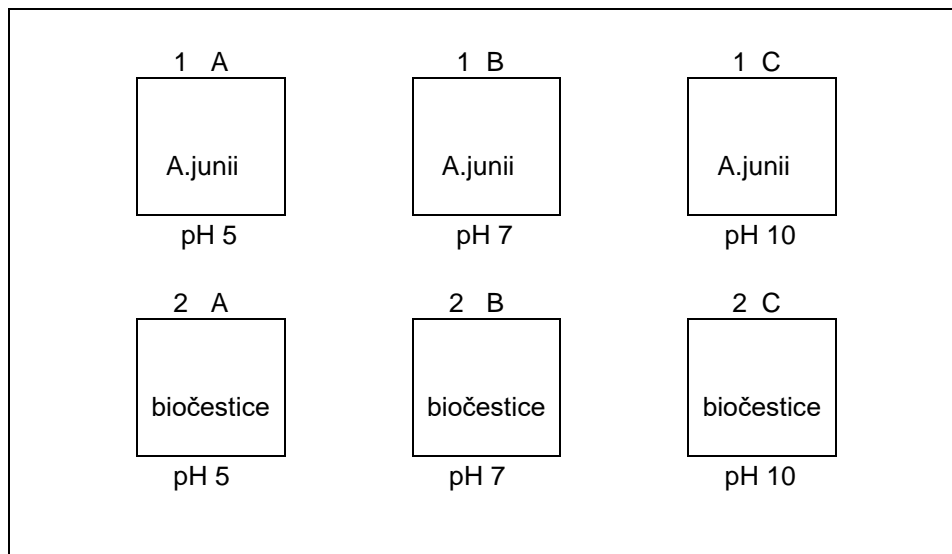 1 A 1 B 1 C
A.junii A.junii A.junii
pH 5 pH 7 pH 10
2 A 2 B 2 C
biočestice biočestice biočestice
pH 5 pH 7 pH 10